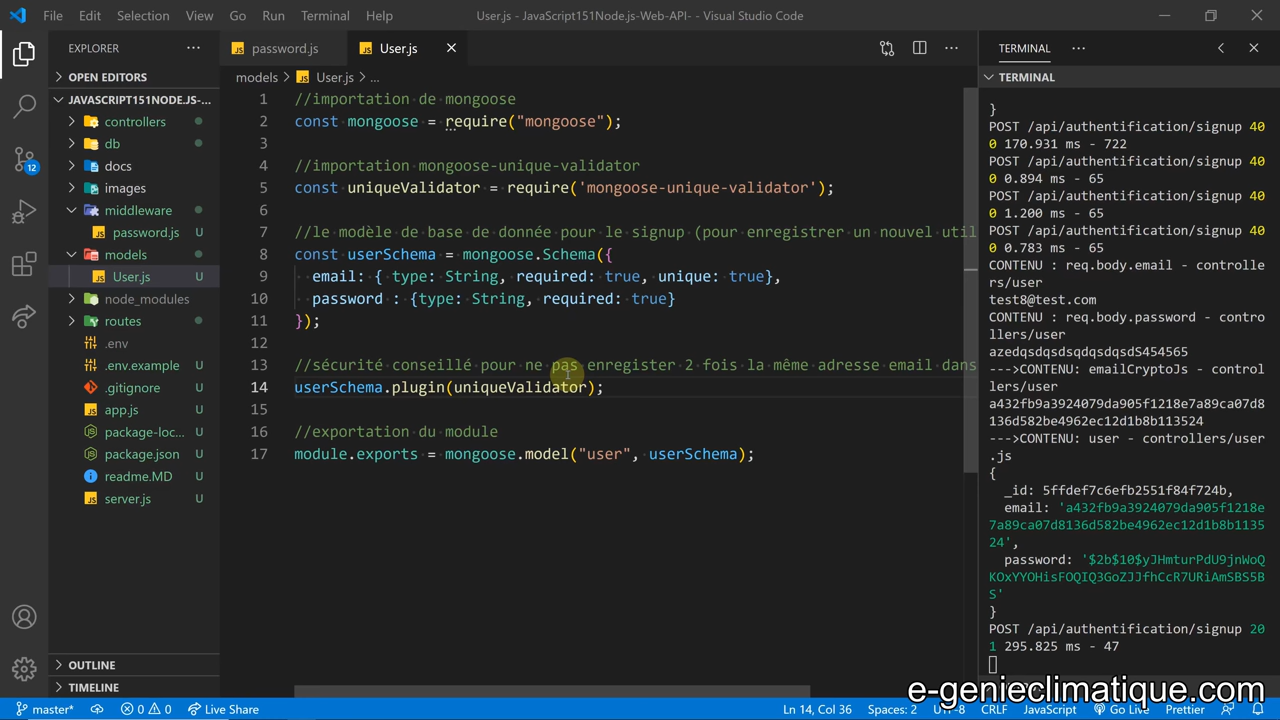 File Edit Selection View Go Run Terminal Help
User.js - JavaScript151Node.js-Web-API- - Visual Studio Code
EXPLORER
OPEN EDITORS
JAVASCRIPT151NODE.JS-...
controllers
db
docs
images
middleware
password.js U
models
User.js U
node_modules
routes
.env
.env.example U
.gitignore U
app.js U
package-loc... U
package.json U
readme.MD U
server.js U
OUTLINE
TIMELINE
password.js
User.js
models > User.js > ...
1 //importation de mongoose
2 const mongoose = require("mongoose");
3
4 //importation mongoose-unique-validator
5 const uniqueValidator = require('mongoose-unique-validator');
6
7 //le modèle de base de donnée pour le signup (pour enregistrer un nouvel util
8 const userSchema = mongoose.Schema({
9 email: { type: String, required: true, unique: true},
10 password : {type: String, required: true}
11 });
12
13 //sécurité conseillé pour ne pas enregister 2 fois la même adresse email dans
14 userSchema.plugin(uniqueValidator);
15
16 //exportation du module
17 module.exports = mongoose.model("user", userSchema);
TERMINAL
TERMINAL
}
POST /api/authentification/signup 40
0 170.931 ms - 722
POST /api/authentification/signup 40
0 0.894 ms - 65
POST /api/authentification/signup 40
0 1.200 ms - 65
POST /api/authentification/signup 40
0 0.783 ms - 65
CONTENU : req.body.email - controlle
rs/user
test8@test.com
CONTENU : req.body.password - contro
llers/user
azedqsdqsdsqdqsdqsdS454565
--->CONTENU: emailCryptoJs - control
lers/user
a432fb9a3924079da905f1218e7a89ca07d8
136d582be4962ec12d1b8b113524
--->CONTENU: user - controllers/user
.js
{
_id: 5ffdef7c6efb2551f84f724b,
email: 'a432fb9a3924079da905f1218e
7a89ca07d8136d582be4962ec12d1b8b1135
24',
password: '$2b$10$yJHmturPdU9jnWoQ
KOxYYOHisFOQIQ3GoZJJfhCcR7URiAmSBS5B
S'
}
POST /api/authentification/signup 20
1 295.825 ms - 47
12
e-genieclimatique.com
master* 0 0 Live Share
Ln 14, Col 36 Spaces: 2 UTF-8 CRLF JavaScript Go Live Prettier